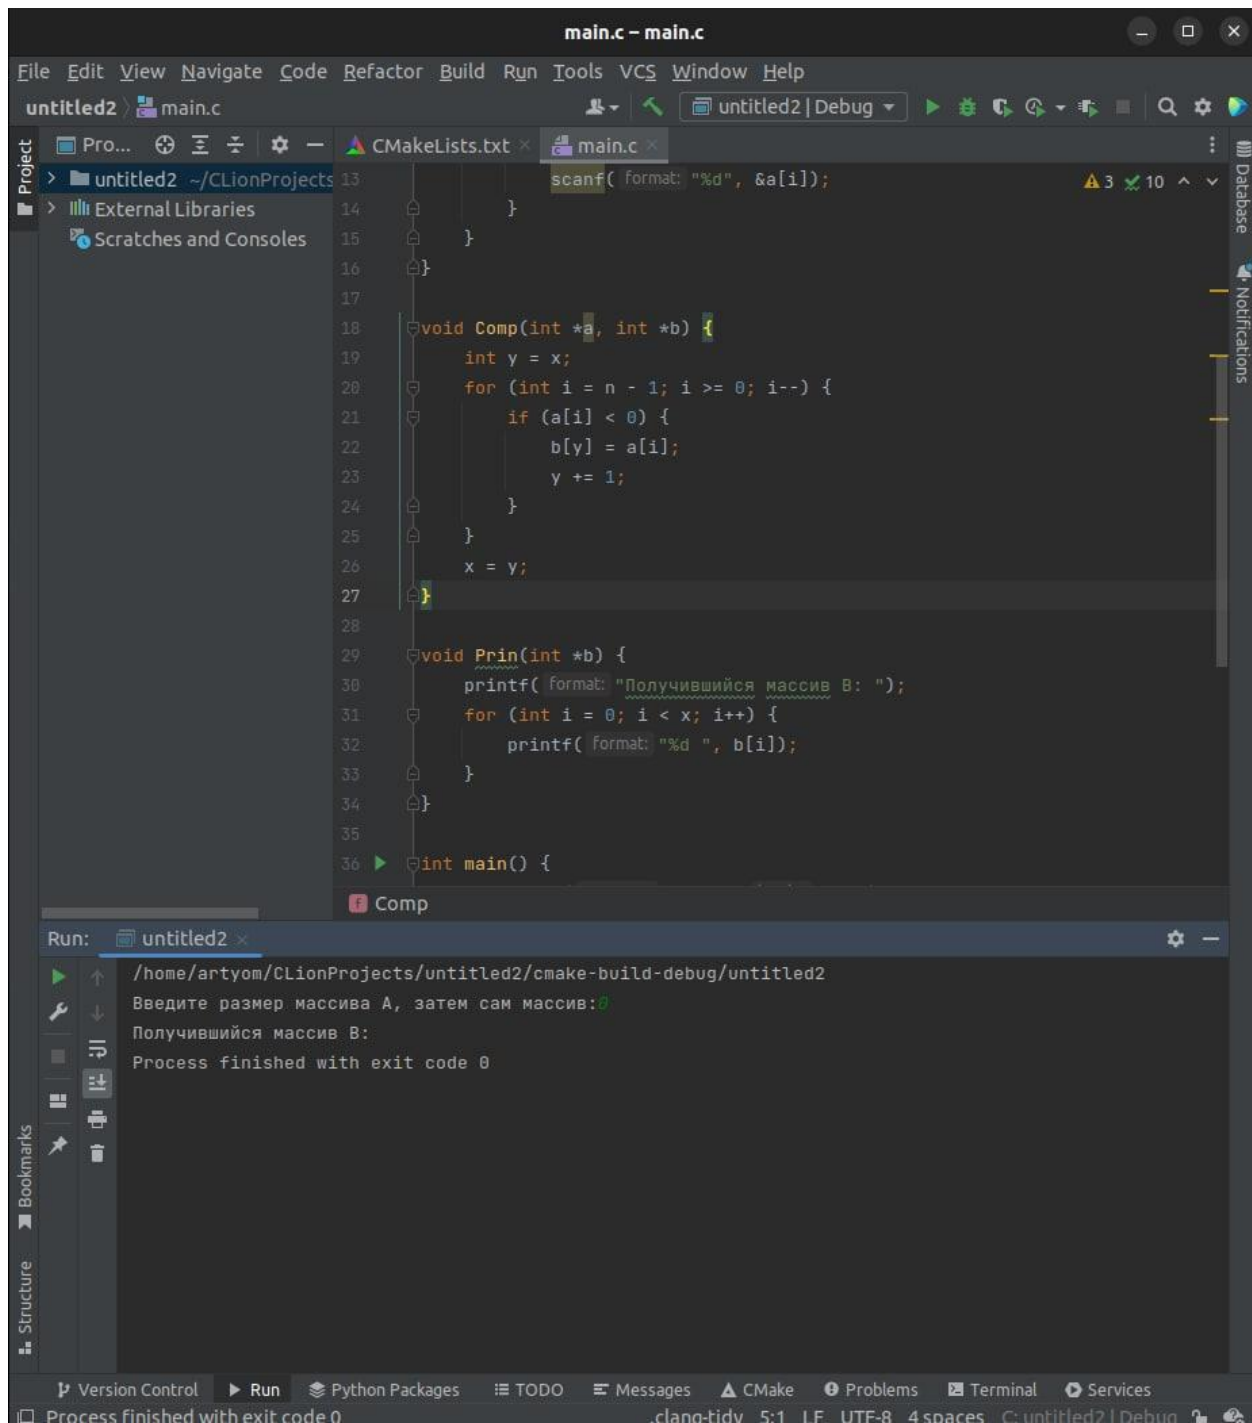 main.c – main.c
File Edit View Navigate Code Refactor Build Run Tools VCS Window Help
untitled2 main.c untitled2 | Debug
Project
Pro... CMakeLists.txt main.c
untitled2 ~/CLionProjects
External Libraries
Scratches and Consoles
13 scanf( format: "%d", &a[i]);
3 10
14 }
15 }
16 }
17
18 void Comp(int *a, int *b) {
19 int y = x;
20 for (int i = n - 1; i >= 0; i--) {
21 if (a[i] < 0) {
22 b[y] = a[i];
23 y += 1;
24 }
25 }
26 x = y;
27 }
28
29 void Prin(int *b) {
30 printf( format: "Получившийся массив B: ");
31 for (int i = 0; i < x; i++) {
32 printf( format: "%d ", b[i]);
33 }
34 }
35
36 int main() {
f Comp
Database
Notifications
Run: untitled2
/home/artyom/CLionProjects/untitled2/cmake-build-debug/untitled2
Введите размер массива A, затем сам массив:0
Получившийся массив B:
Process finished with exit code 0
Bookmarks
Structure
Version Control Run Python Packages TODO Messages CMake Problems Terminal Services
Process finished with exit code 0 .clang-tidy 5:1 LF UTF-8 4 spaces C: untitled2 | Debug